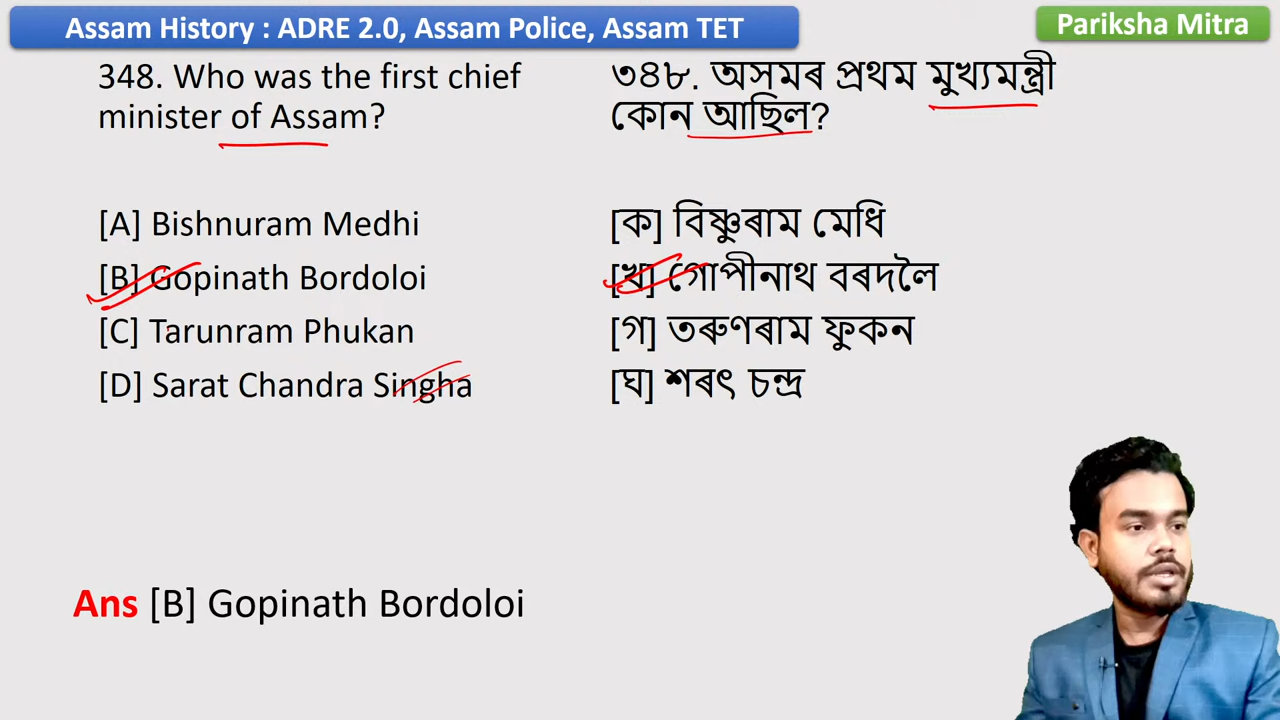 Assam History : ADRE 2.0, Assam Police, Assam TET
Pariksha Mitra
348. Who was the first chief
minister of Assam?
[A] Bishnuram Medhi
[B] Gopinath Bordoloi
[C] Tarunram Phukan
[D] Sarat Chandra Singha
৩৪৮. অসমৰ প্ৰথম মুখ্যমন্ত্ৰী
কোন আছিল?
[ক] বিষ্ণুৰাম মেধি
[খ] গোপীনাথ বৰদলৈ
[গ] তৰুণৰাম ফুকন
[ঘ] শৰৎ চন্দ্ৰ
Ans [B] Gopinath Bordoloi